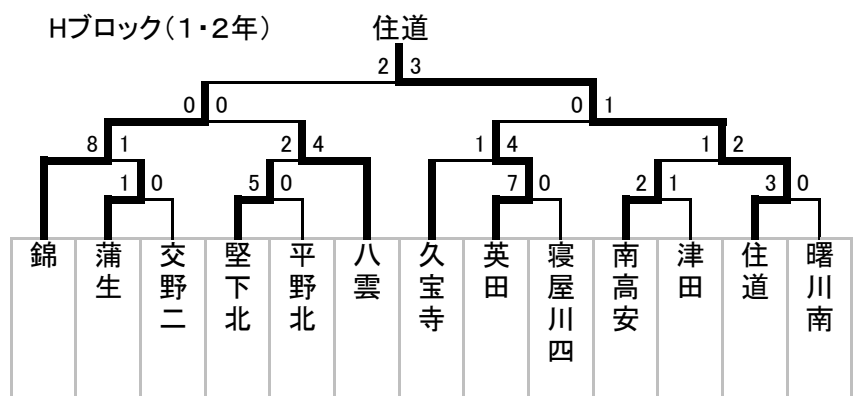 Hブロック(1・2年) 住道
2 3
0 0 0 1
8 1 2 4 1 4 1 2
1 0 5 0 7 0 2 1 3 0
錦
蒲生
交野二
堅下北
平野北
八雲
久宝寺
英田
寝屋川四
南高安
津田
住道
曙川南